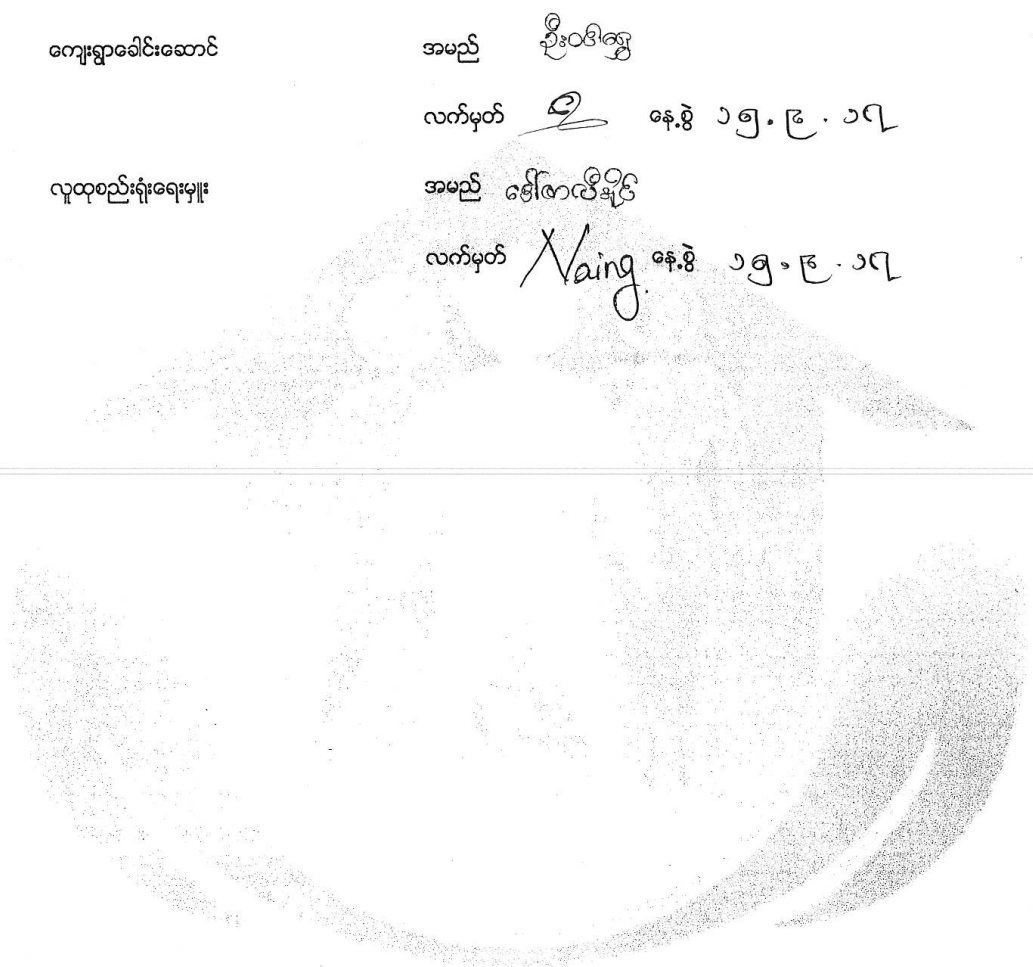 ကျေးရွာခေါင်းဆောင် အမည် ဦးဝါရွှေ
လက်မှတ် နေ့စွဲ ၁၅.၉.၁၇
လူထုစည်းရုံးရေးမှူး အမည် ဒေါ်ဇာလီနိုင်
လက်မှတ် Naing နေ့စွဲ ၁၅.၉.၁၇